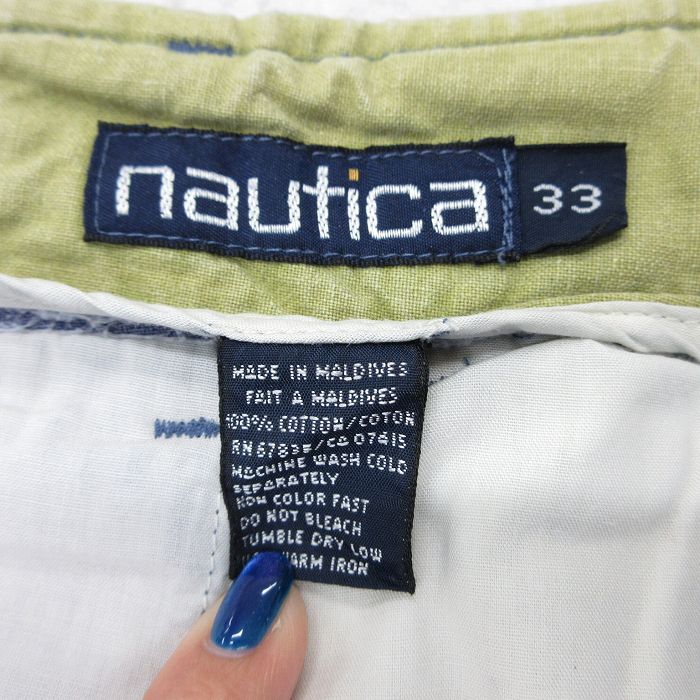 nautica 33
MADE IN MALDIVES
FAIT A MALDIVES
100% COTTON/COTON
RN 67835/CA 07415
MACHINE WASH COLD
SEPARATELY
NON COLOR FAST
DO NOT BLEACH
TUMBLE DRY LOW
WARM IRON